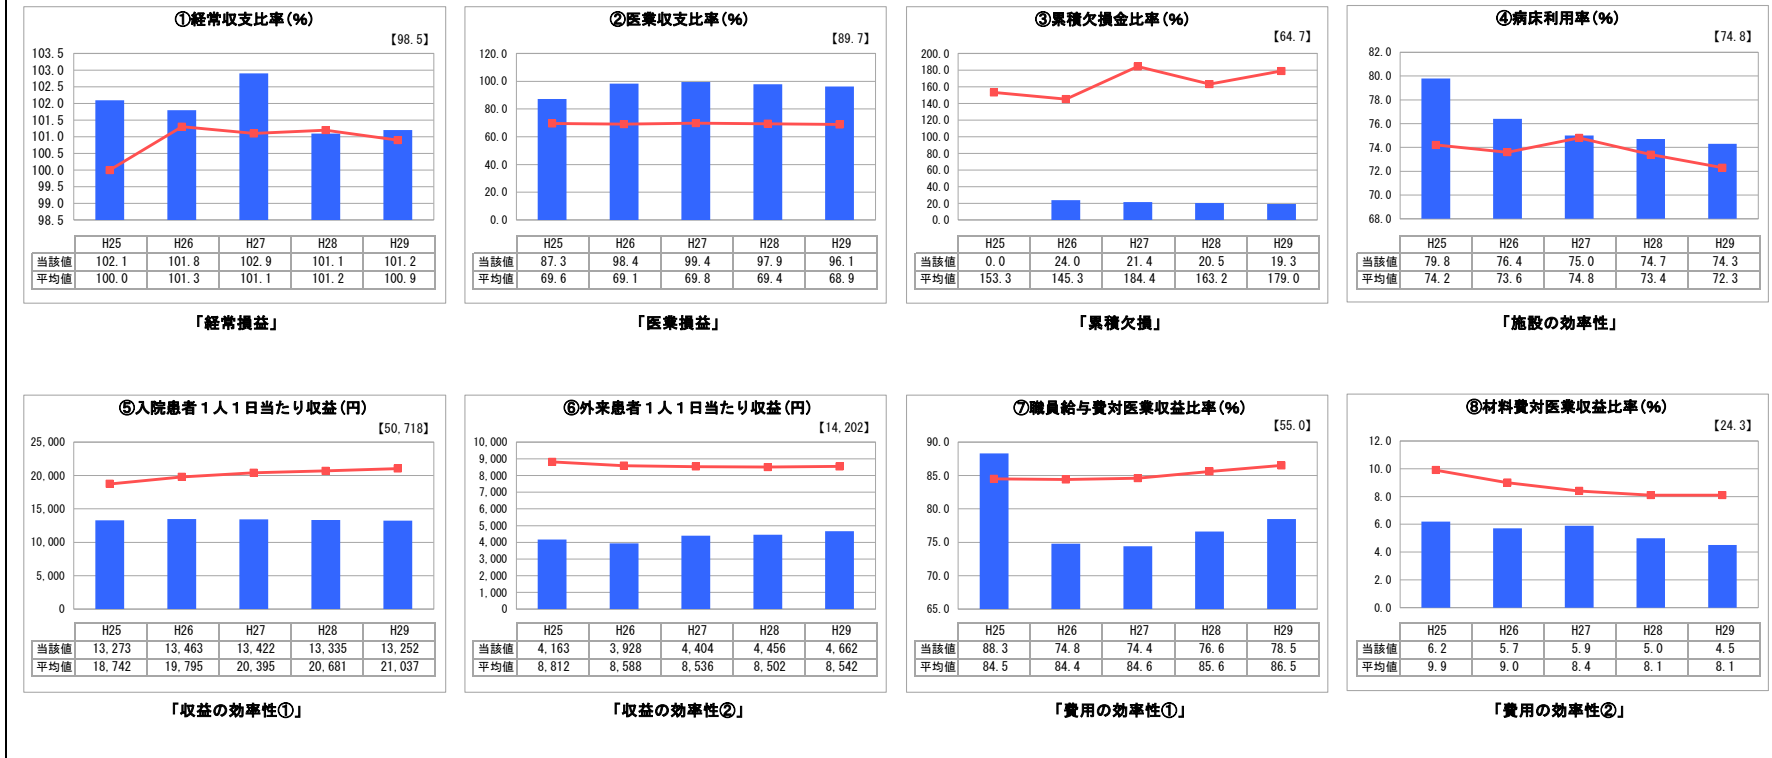 ①経常収支比率(%)
【98.5】
103.5
103.0
102.5
102.0
101.5
101.0
100.5
100.0
99.5
99.0
98.5
H25 H26 H27 H28 H29
当該値 102.1 101.8 102.9 101.1 101.2
平均値 100.0 101.3 101.1 101.2 100.9
「経常損益」
②医業収支比率(%)
【89.7】
120.0
100.0
80.0
60.0
40.0
20.0
0.0
H25 H26 H27 H28 H29
当該値 87.3 98.4 99.4 97.9 96.1
平均値 69.6 69.1 69.8 69.4 68.9
「医業損益」
③累積欠損金比率(%)
【64.7】
200.0
180.0
160.0
140.0
120.0
100.0
80.0
60.0
40.0
20.0
0.0
H25 H26 H27 H28 H29
当該値 0.0 24.0 21.4 20.5 19.3
平均値 153.3 145.3 184.4 163.2 179.0
「累積欠損」
④病床利用率(%)
【74.8】
82.0
80.0
78.0
76.0
74.0
72.0
70.0
68.0
H25 H26 H27 H28 H29
当該値 79.8 76.4 75.0 74.7 74.3
平均値 74.2 73.6 74.8 73.4 72.3
「施設の効率性」
⑤入院患者1人1日当たり収益(円)
【50,718】
25,000
20,000
15,000
10,000
5,000
0
H25 H26 H27 H28 H29
当該値 13,273 13,463 13,422 13,335 13,252
平均値 18,742 19,795 20,395 20,681 21,037
「収益の効率性①」
⑥外来患者1人1日当たり収益(円)
【14,202】
10,000
9,000
8,000
7,000
6,000
5,000
4,000
3,000
2,000
1,000
0
H25 H26 H27 H28 H29
当該値 4,163 3,928 4,404 4,456 4,662
平均値 8,812 8,588 8,536 8,502 8,542
「収益の効率性②」
⑦職員給与費対医業収益比率(%)
【55.0】
90.0
85.0
80.0
75.0
70.0
65.0
H25 H26 H27 H28 H29
当該値 88.3 74.8 74.4 76.6 78.5
平均値 84.5 84.4 84.6 85.6 86.5
「費用の効率性①」
⑧材料費対医業収益比率(%)
【24.3】
12.0
10.0
8.0
6.0
4.0
2.0
0.0
H25 H26 H27 H28 H29
当該値 6.2 5.7 5.9 5.0 4.5
平均値 9.9 9.0 8.4 8.1 8.1
「費用の効率性②」